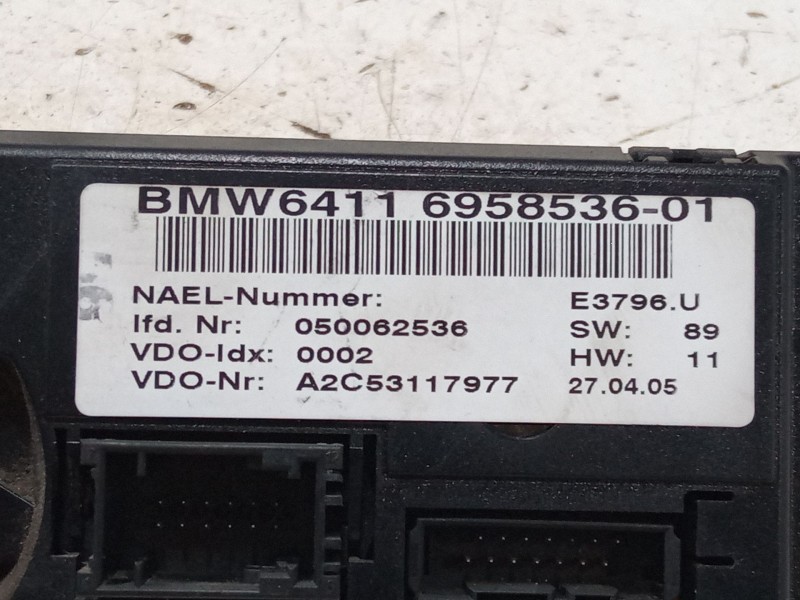 BMW6411 6958536-01
NAEL-Nummer: E3796.U
lfd. Nr: 050062536 SW: 89
VDO-Idx: 0002 HW: 11
VDO-Nr: A2C53117977 27.04.05